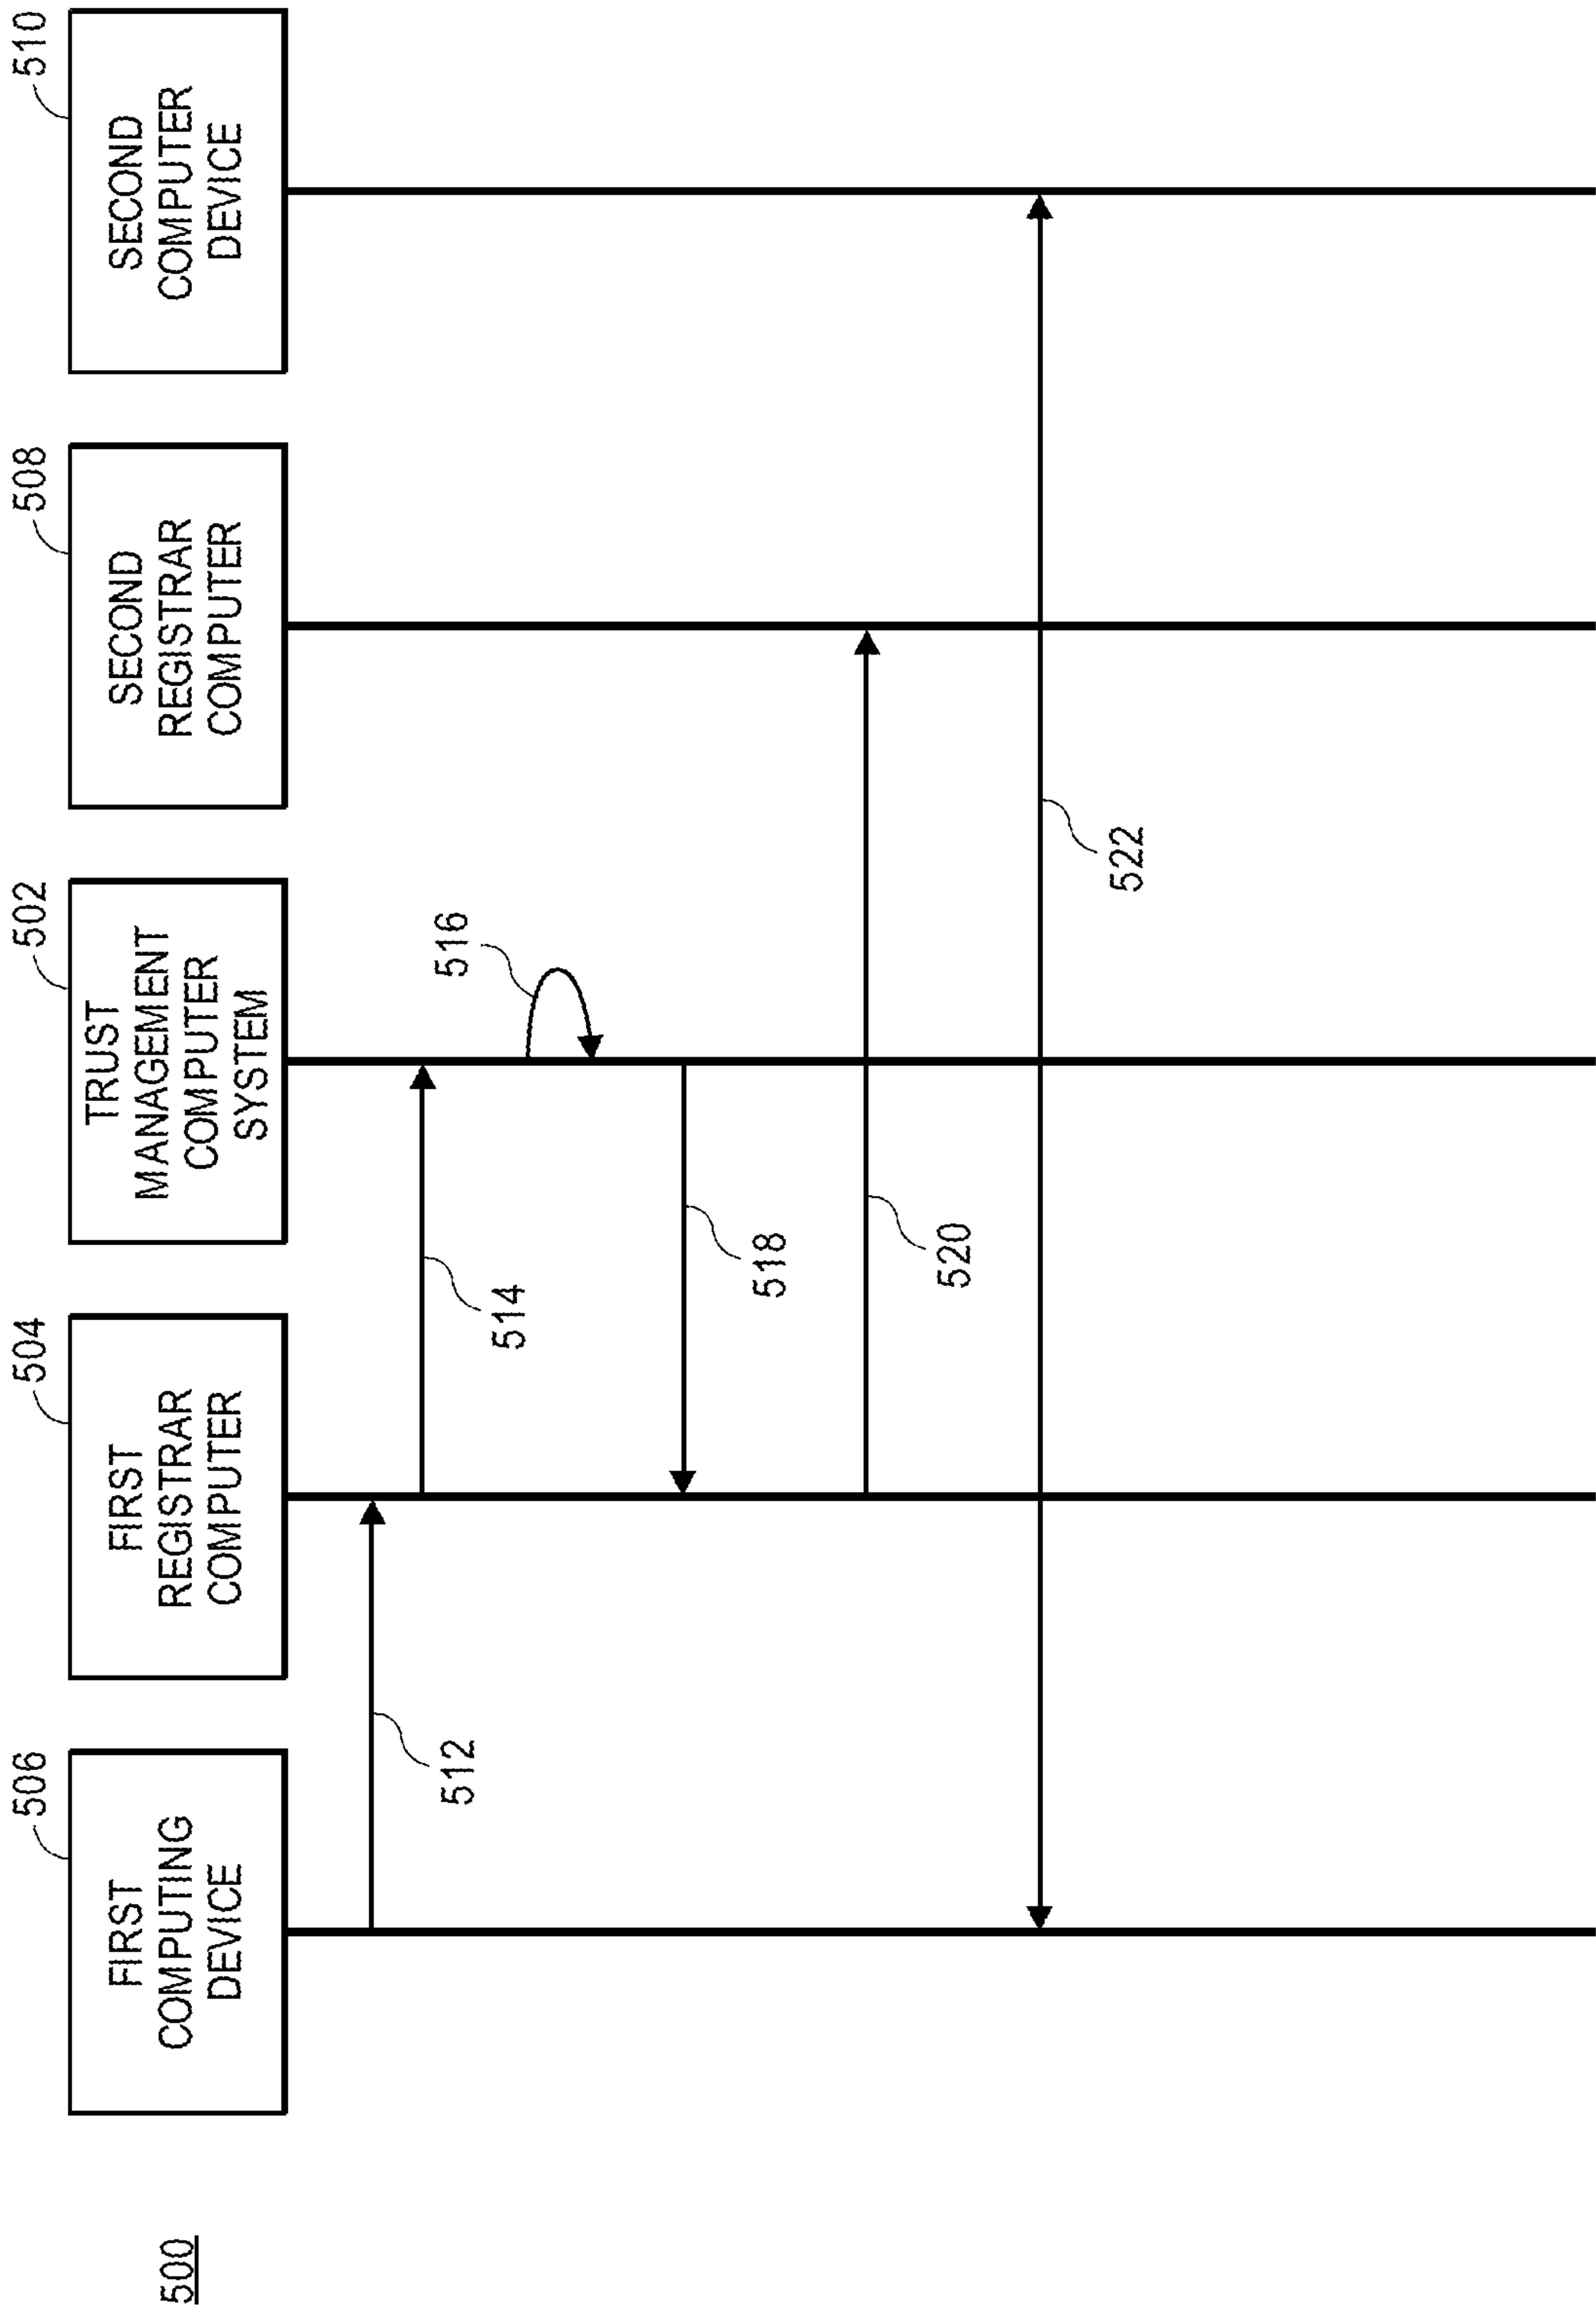 500
506
FIRST
COMPUTING
DEVICE
504
FIRST
REGISTRAR
COMPUTER
502
TRUST
MANAGEMENT
COMPUTER
SYSTEM
508
SECOND
REGISTRAR
COMPUTER
510
SECOND
COMPUTER
DEVICE
512
514
516
518
520
522